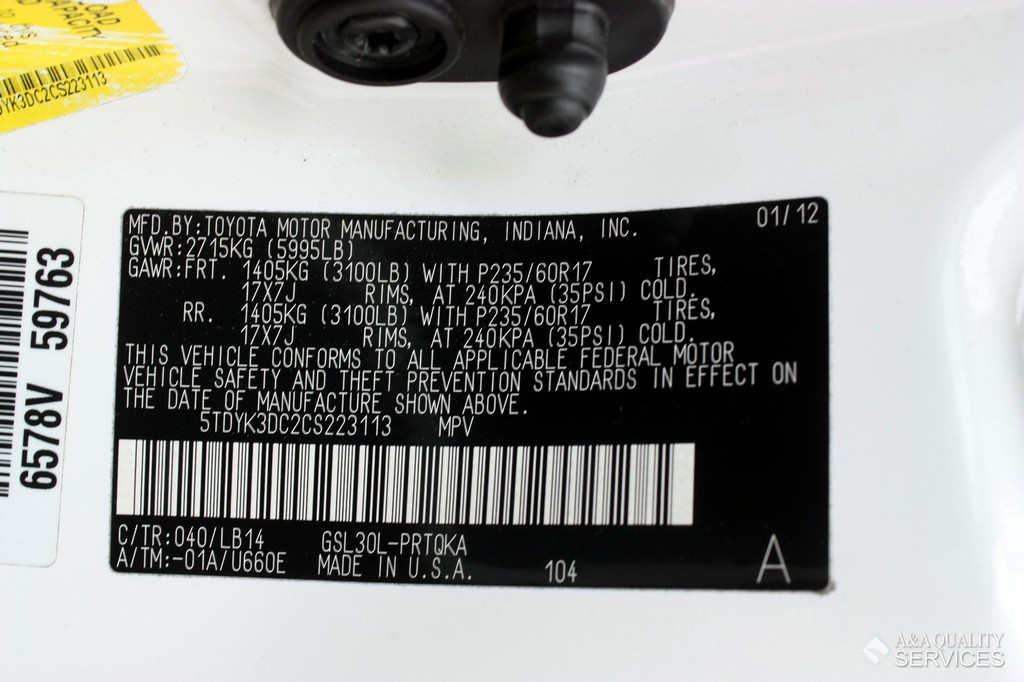 OAD
CAPACITY
DYK3DC2CS223113
6578V 59763
MFD.BY:TOYOTA MOTOR MANUFACTURING, INDIANA, INC. 01/12
GVWR:2715KG (5995LB)
GAWR:FRT. 1405KG (3100LB) WITH P235/60R17 TIRES,
17X7J RIMS, AT 240KPA (35PSI) COLD.
RR. 1405KG (3100LB) WITH P235/60R17 TIRES,
17X7J RIMS, AT 240KPA (35PSI) COLD.
THIS VEHICLE CONFORMS TO ALL APPLICABLE FEDERAL MOTOR
VEHICLE SAFETY AND THEFT PREVENTION STANDARDS IN EFFECT ON
THE DATE OF MANUFACTURE SHOWN ABOVE.
5TDYK3DC2CS223113 MPV
C/TR:040/LB14 GSL30L-PRTQKA
A/TM:-01A/U660E MADE IN U.S.A. 104 A
A&A QUALITY
SERVICES